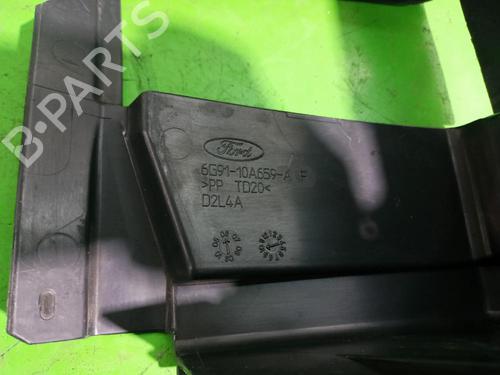 B-PARTS
Ford
6G91-10A659-A F
>PP TD20<
D2L4A